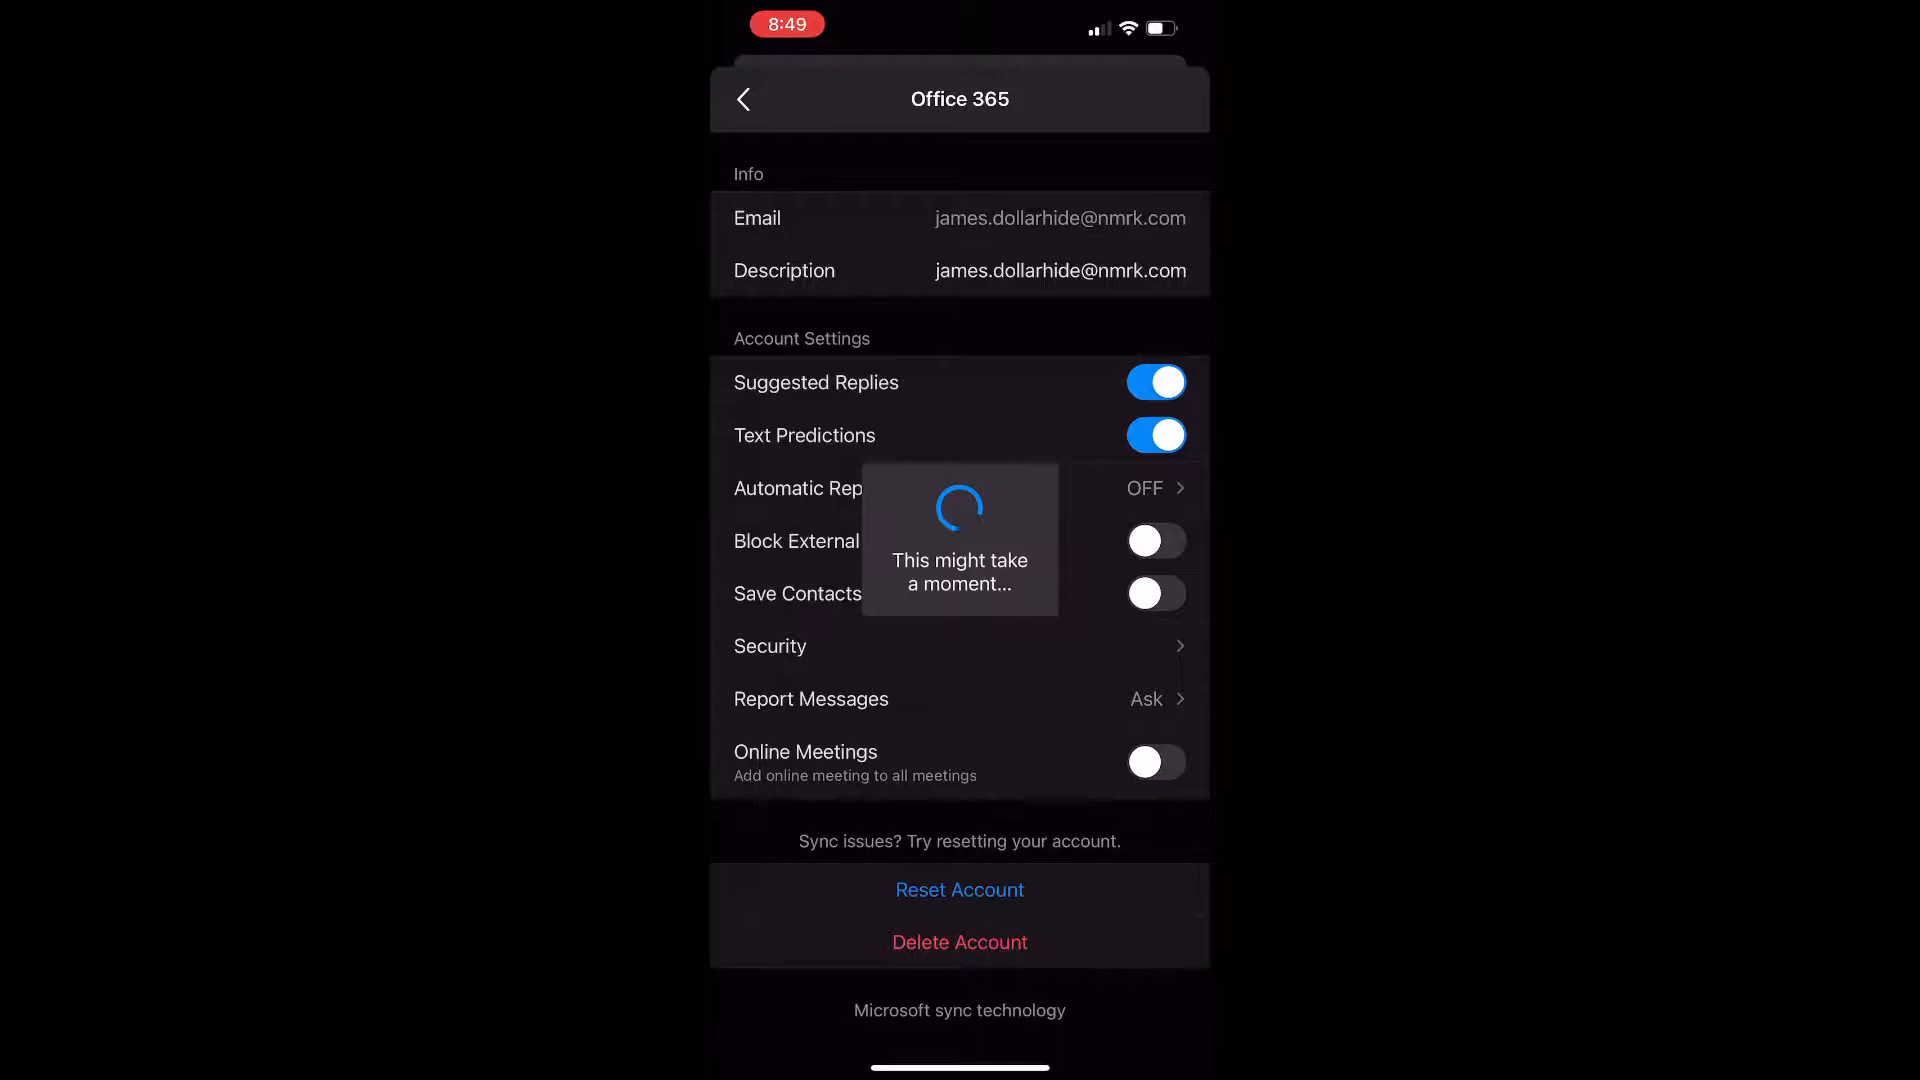 8:49
Office 365
Info
Email james.dollarhide@nmrk.com
Description james.dollarhide@nmrk.com
Account Settings
Suggested Replies
Text Predictions
Automatic Rep OFF
Block External
This might take
a moment...
Save Contacts
Security
Report Messages Ask
Online Meetings
Add online meeting to all meetings
Sync issues? Try resetting your account.
Reset Account
Delete Account
Microsoft sync technology